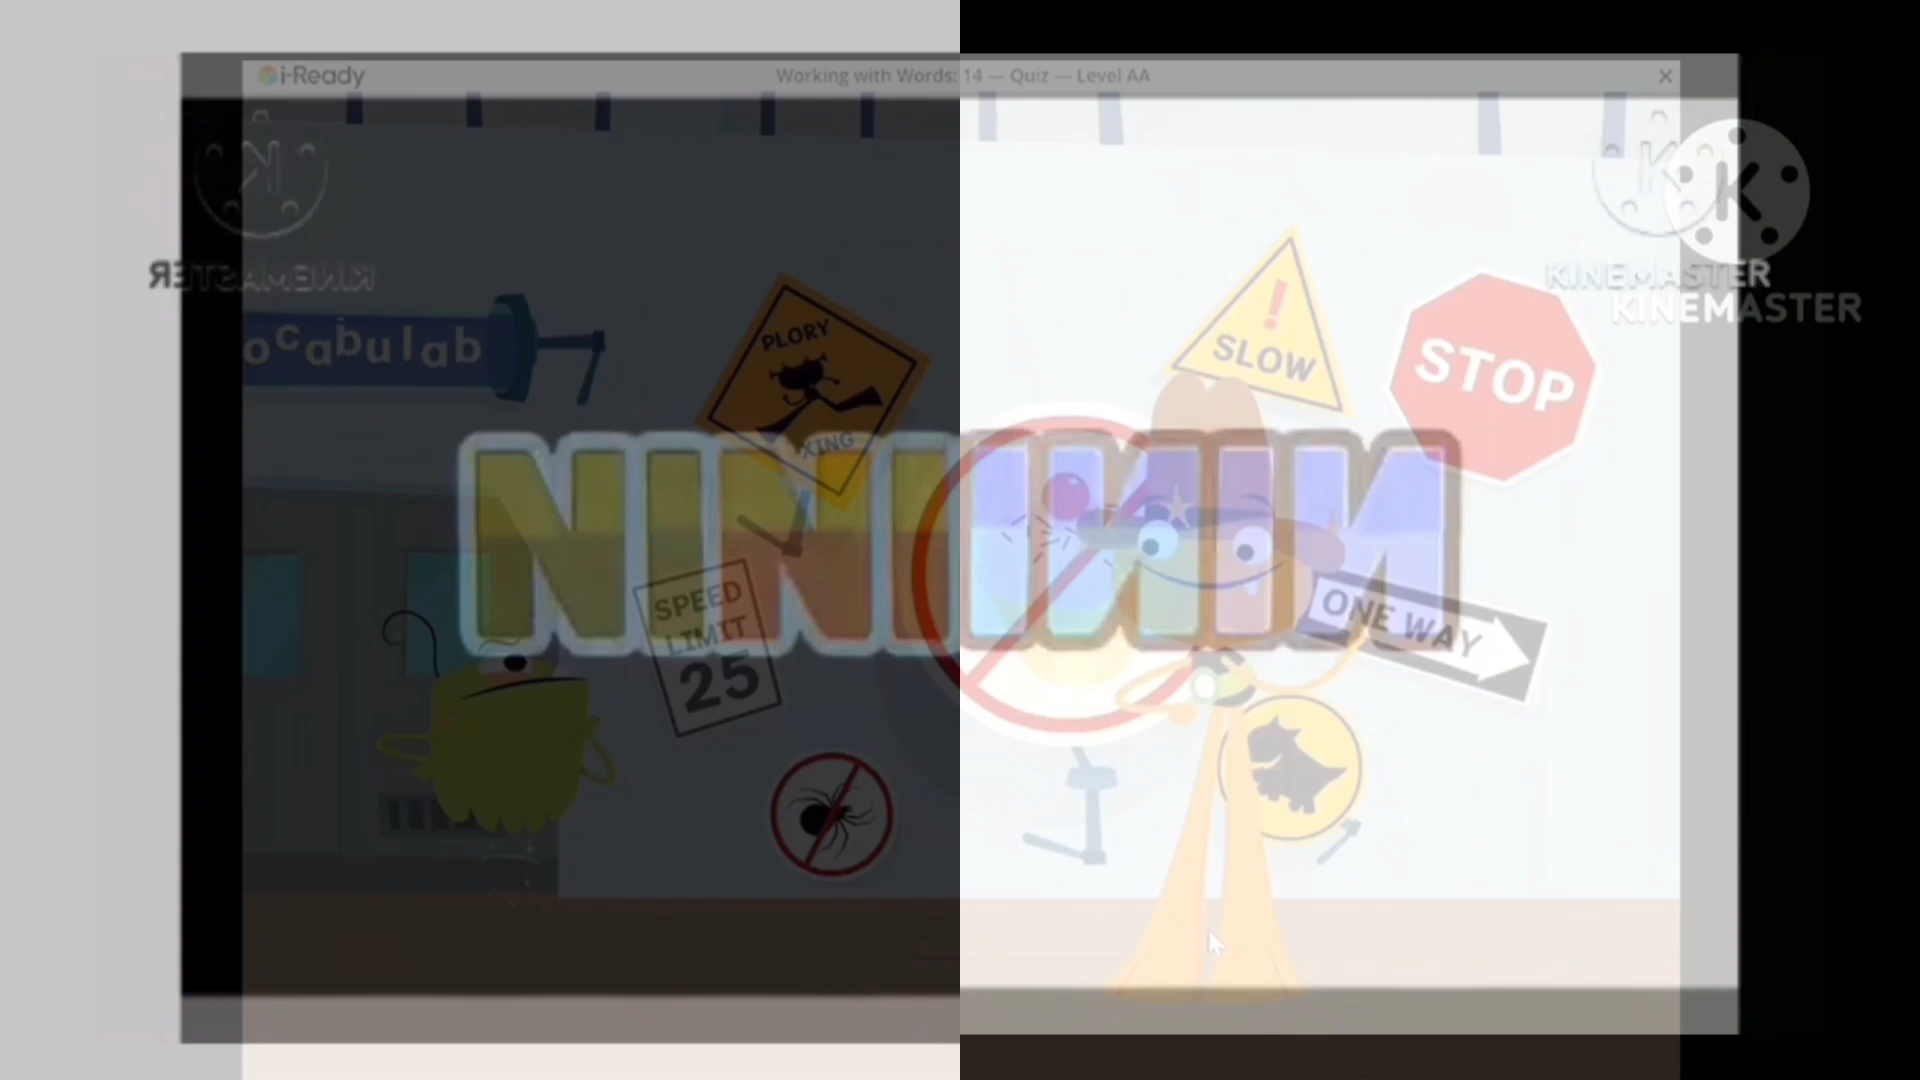 i-Ready
Working with Words: 14 — Quiz — Level AA
KINEMASTER
KINEMASTER
KINEMASTER
ocabulab
PLORY
XING
! SLOW
STOP
NINIИIИ
SPEED
LIMIT
25
ONE WAY